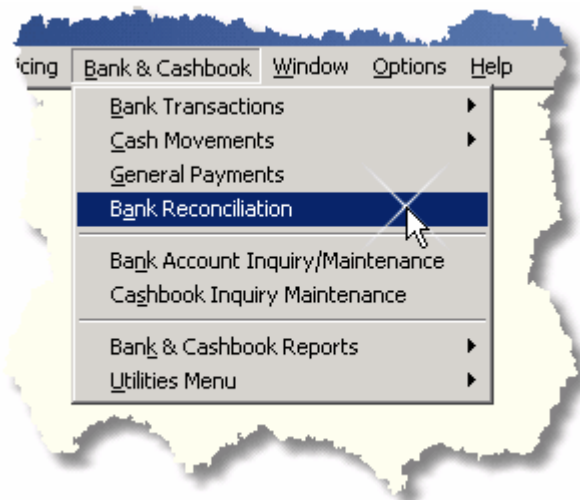 icing Bank & Cashbook Window Options Help
Bank Transactions
Cash Movements
General Payments
Bank Reconciliation
Bank Account Inquiry/Maintenance
Cashbook Inquiry Maintenance
Bank & Cashbook Reports
Utilities Menu